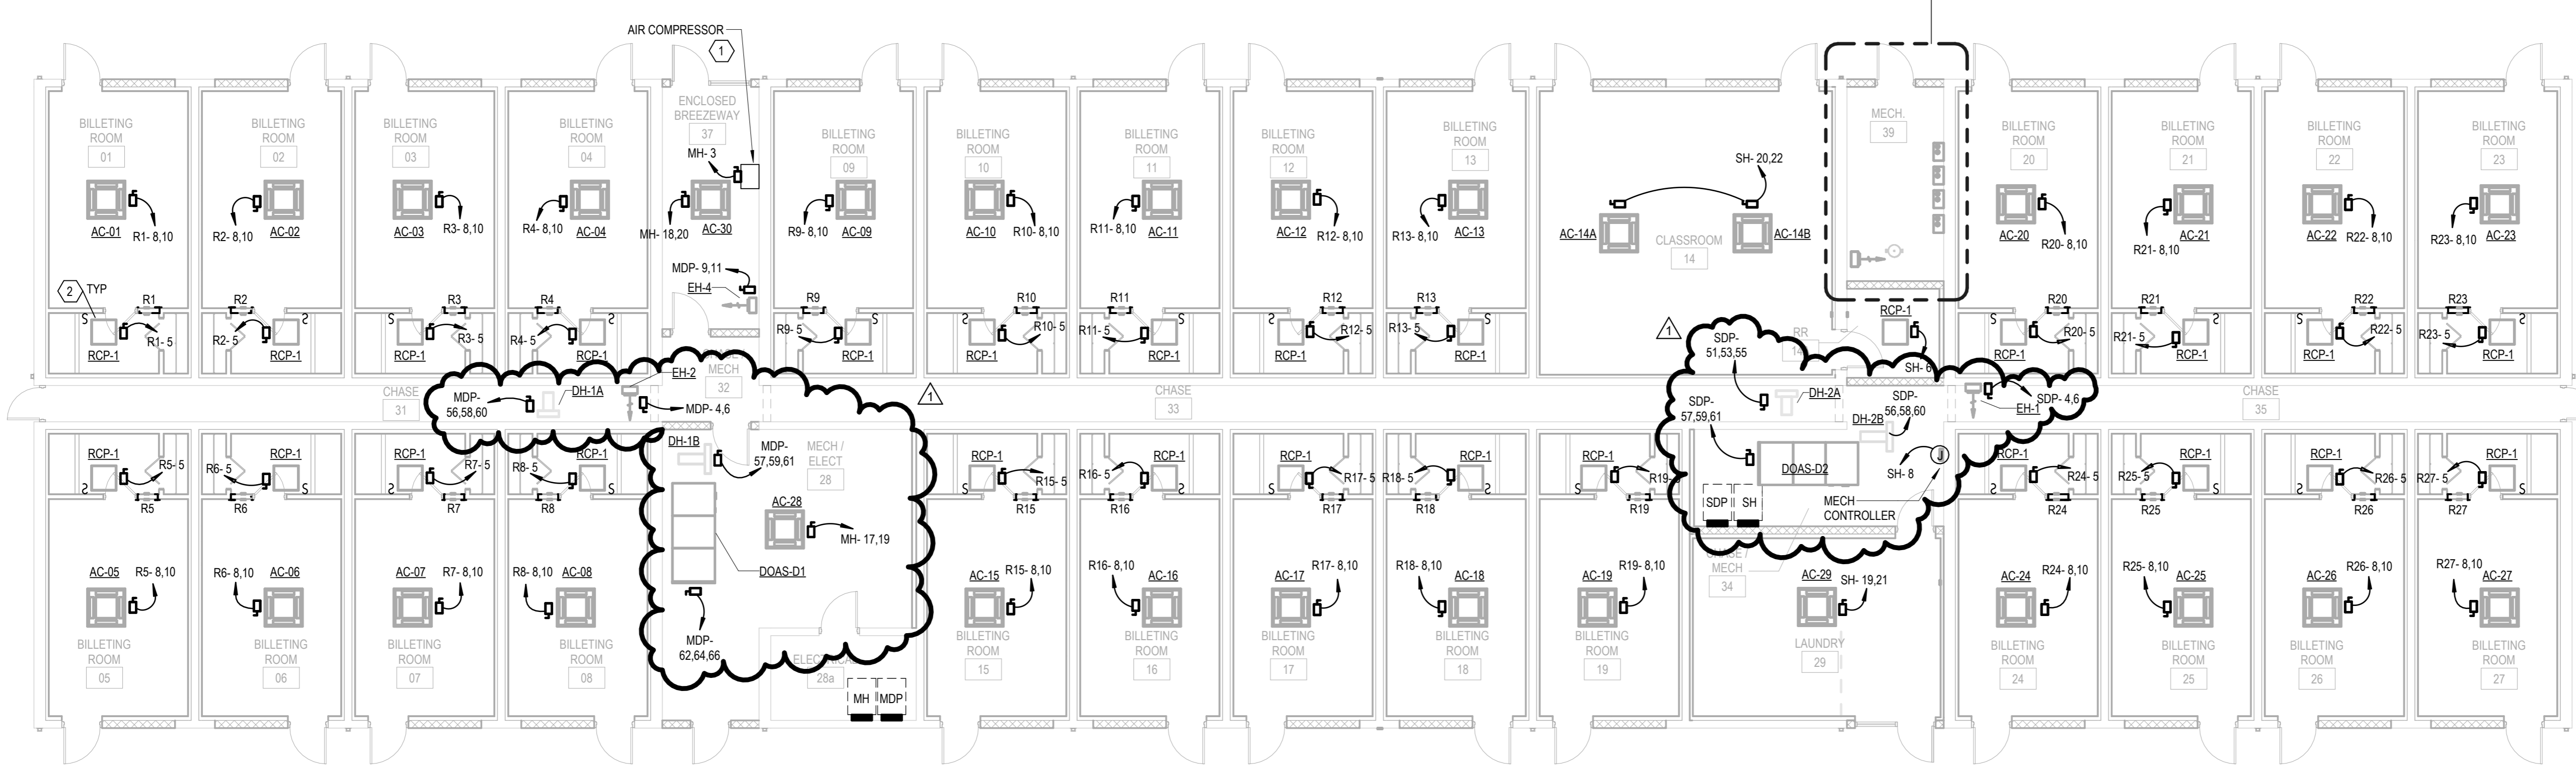 AIR COMPRESSOR
1
BILLETING
ROOM
01
BILLETING
ROOM
02
BILLETING
ROOM
03
BILLETING
ROOM
04
ENCLOSED
BREEZEWAY
37
MH- 3
BILLETING
ROOM
09
BILLETING
ROOM
10
BILLETING
ROOM
11
BILLETING
ROOM
12
BILLETING
ROOM
13
MECH.
39
SH- 20,22
BILLETING
ROOM
20
BILLETING
ROOM
21
BILLETING
ROOM
22
BILLETING
ROOM
23
AC-01
R1- 8,10
R2- 8,10
AC-02
AC-03
R3- 8,10
R4- 8,10
AC-04
MH- 18,20
AC-30
R9- 8,10
AC-09
AC-10
R10- 8,10
R11- 8,10
AC-11
AC-12
R12- 8,10
R13- 8,10
AC-13
AC-14A
CLASSROOM
14
AC-14B
AC-20
R20- 8,10
R21- 8,10
AC-21
AC-22
R22- 8,10
R23- 8,10
AC-23
MDP- 9,11
EH-4
2
TYP
R1
R2
R3
R4
R9
R10
R11
R12
R13
R20
R21
R22
R23
S
S
S
S
S
S
S
S
S
S
S
S
S
RCP-1
R1- 5
R2- 5
RCP-1
RCP-1
R3- 5
R4- 5
RCP-1
R9- 5
RCP-1
RCP-1
R10- 5
R11- 5
RCP-1
RCP-1
R12- 5
R13- 5
RCP-1
RCP-1
RR
SH- 6
RCP-1
R20- 5
R21- 5
RCP-1
RCP-1
R22- 5
R23- 5
RCP-1
1
SDP-
51,53,55
MECH
32
1
CHASE
31
MDP-
56,58,60
DH-1A
EH-2
MDP- 4,6
CHASE
33
DH-2A
SDP-
57,59,61
DH-2B
SDP-
56,58,60
SDP- 4,6
EH-1
CHASE
35
DH-1B
MDP-
57,59,61
MECH /
ELECT
28
DOAS-D2
SH- 8
J
MECH
CONTROLLER
SDP
SH
RCP-1
R5- 5
R6- 5
RCP-1
RCP-1
R7- 5
R8- 5
RCP-1
RCP-1
R15- 5
R16- 5
RCP-1
RCP-1
R17- 5
R18- 5
RCP-1
RCP-1
RCP-1
R24- 5
R25- 5
RCP-1
RCP-1
R26- 5
R27- 5
RCP-1
S
S
S
S
S
S
S
S
S
S
S
S
S
R5
R6
R7
R8
R15
R16
R17
R18
R19
R24
R25
R26
R27
AC-28
MH- 17,19
DOAS-D1
MDP-
62,64,66
CHASE /
MECH
34
AC-05
R5- 8,10
R6- 8,10
AC-06
AC-07
R7- 8,10
R8- 8,10
AC-08
AC-15
R15- 8,10
R16- 8,10
AC-16
AC-17
R17- 8,10
R18- 8,10
AC-18
AC-19
R19- 8,10
AC-29
SH- 19,21
AC-24
R24- 8,10
R25- 8,10
AC-25
AC-26
R26- 8,10
R27- 8,10
AC-27
BILLETING
ROOM
05
BILLETING
ROOM
06
BILLETING
ROOM
07
BILLETING
ROOM
08
ELECTRICAL
28a
MH
MDP
BILLETING
ROOM
15
BILLETING
ROOM
16
BILLETING
ROOM
17
BILLETING
ROOM
18
BILLETING
ROOM
19
LAUNDRY
29
BILLETING
ROOM
24
BILLETING
ROOM
25
BILLETING
ROOM
26
BILLETING
ROOM
27